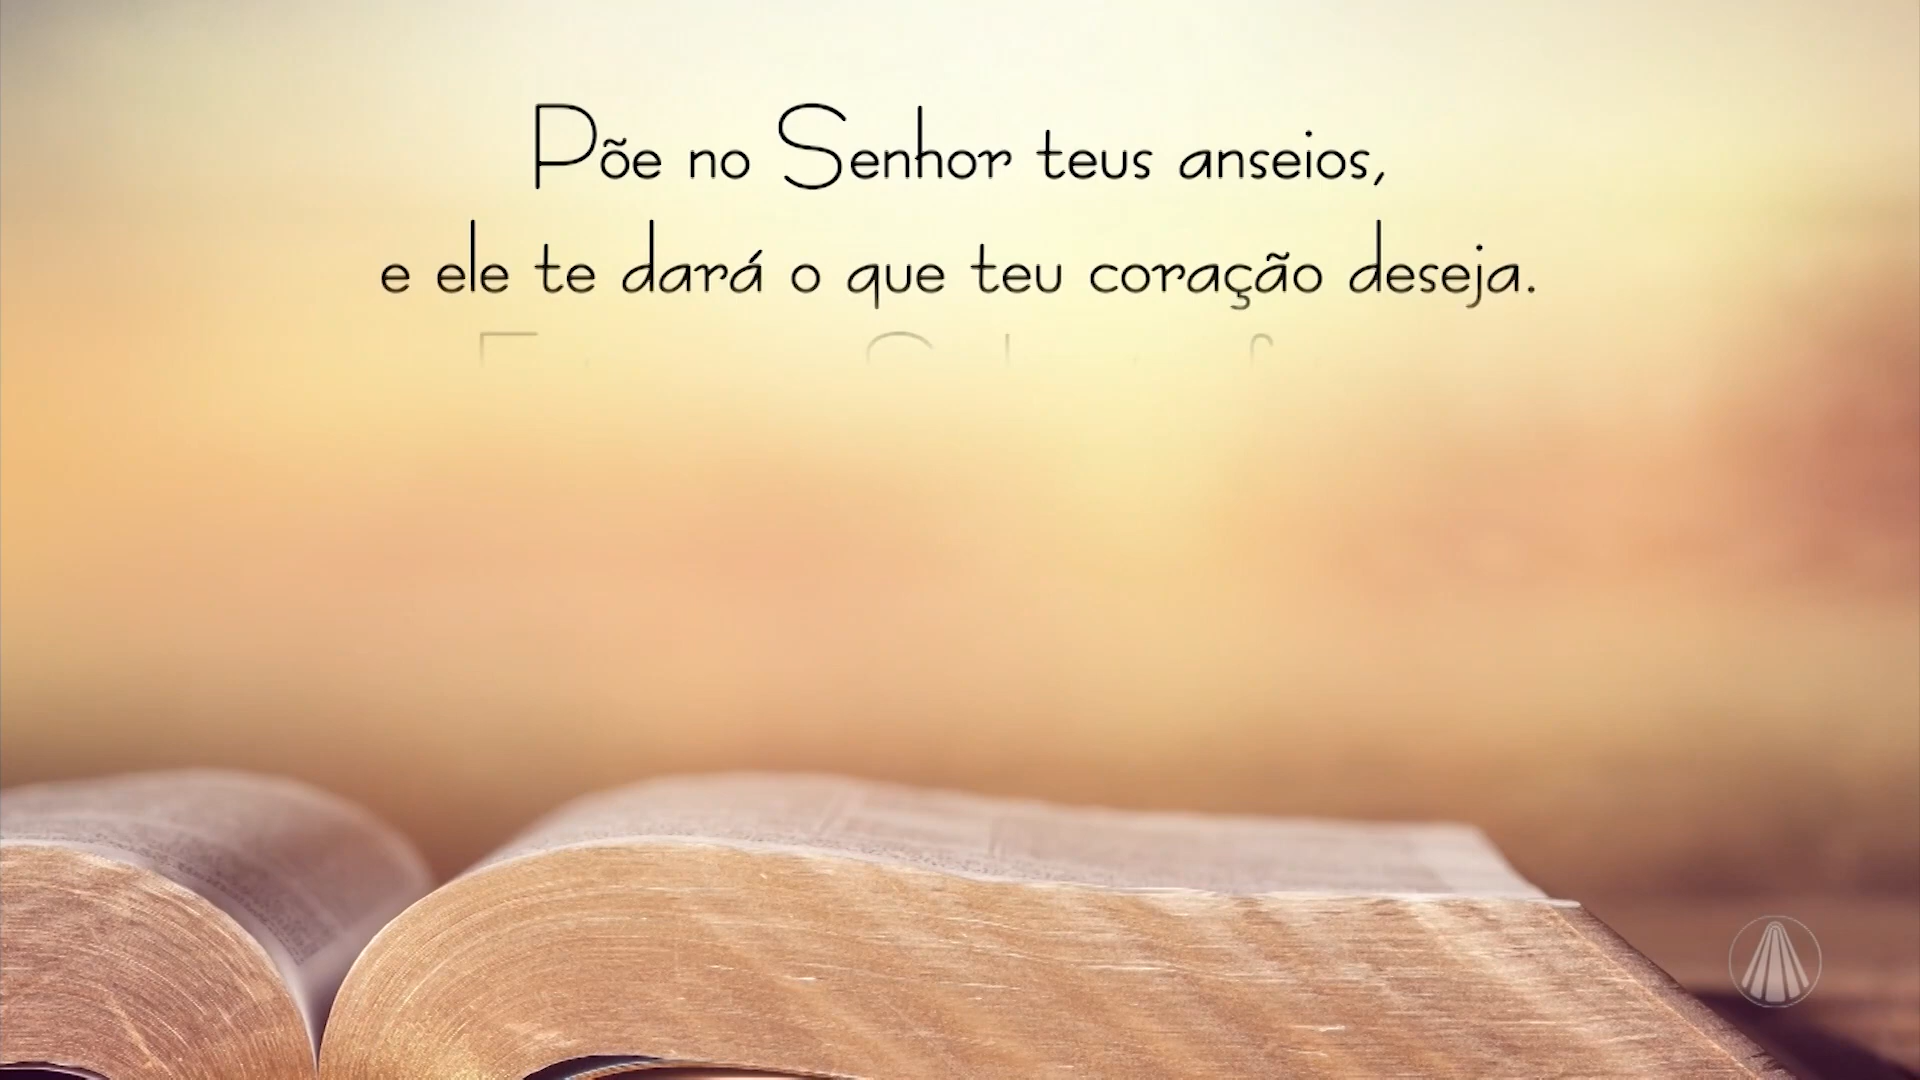 Põe no Senhor teus anseios,
e ele te dará o que teu coração deseja.